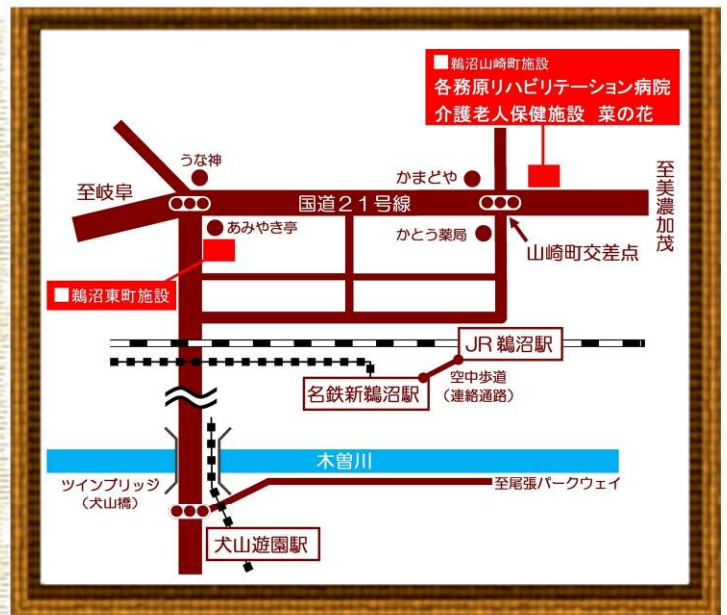 ■鵜沼山崎町施設
各務原リハビリテーション病院
介護老人保健施設 菜の花
うな神
かまどや
至岐阜
国道21号線
至美濃加茂
あみやき亭
かとう薬局
山崎町交差点
■鵜沼東町施設
JR鵜沼駅
名鉄新鵜沼駅
空中歩道
(連絡通路)
木曽川
ツインブリッジ
(犬山橋)
至尾張パークウェイ
犬山遊園駅